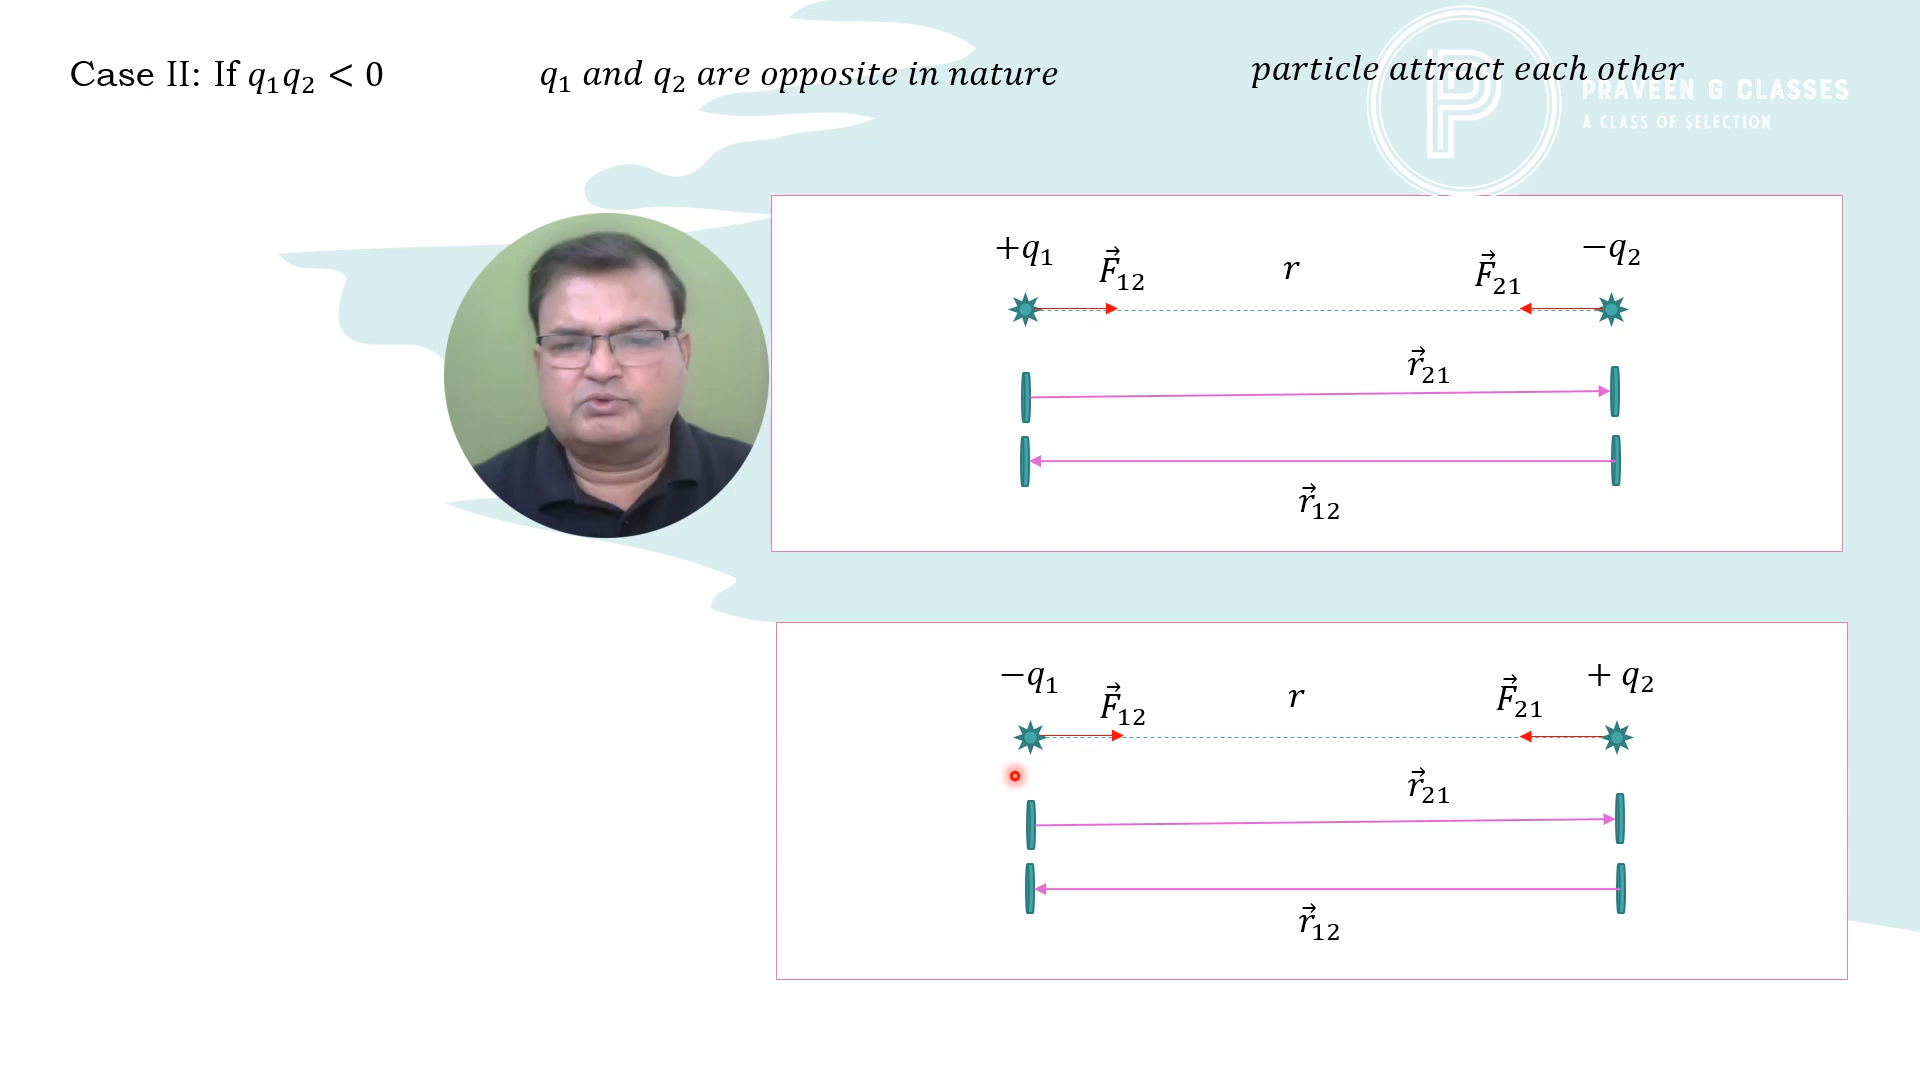 Case II: If q₁q₂ < 0
q₁ and q₂ are opposite in nature
particle attract each other
PRAVEEN G CLASSES
A CLASS OF SELECTION
+q₁
F⃗₁₂
r
F⃗₂₁
−q₂
r⃗₂₁
r⃗₁₂
−q₁
F⃗₁₂
r
F⃗₂₁
+ q₂
r⃗₂₁
r⃗₁₂